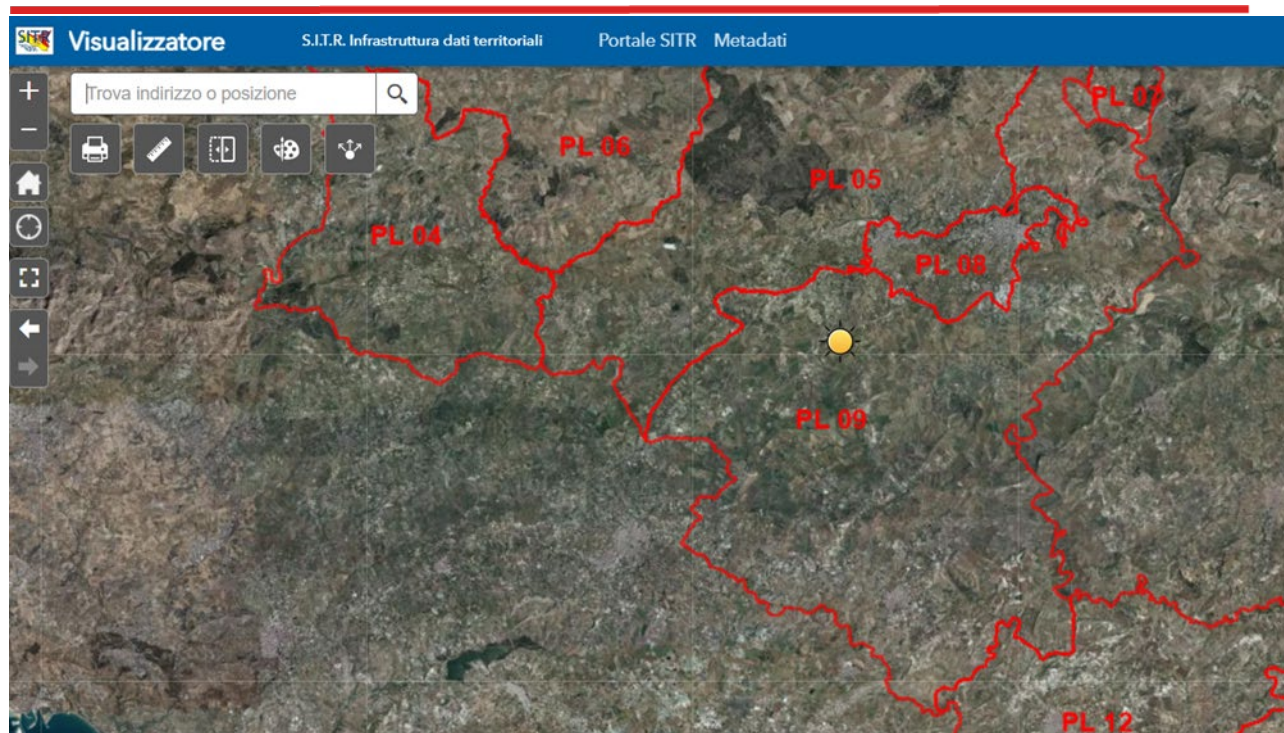 SITR
Visualizzatore
S.I.T.R. Infrastruttura dati territoriali
Portale SITR
Metadati
Trova indirizzo o posizione
PL 07
PL 06
PL 05
PL 04
PL 08
PL 09
PL 12